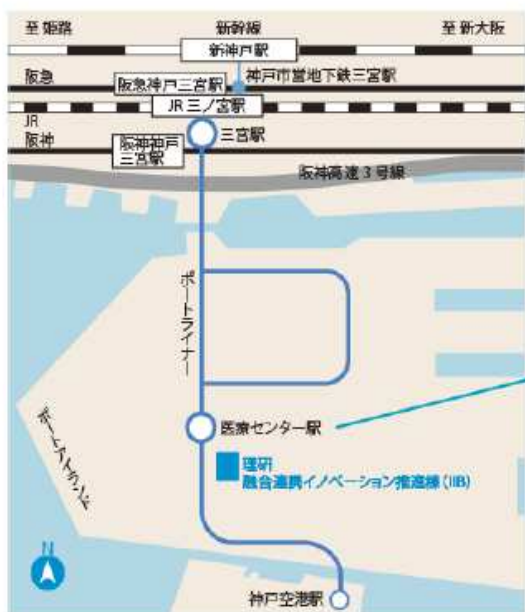 至 姫路
新幹線
至 新大阪
新神戸駅
阪急
阪急神戸三宮駅
神戸市営地下鉄三宮駅
JR 三ノ宮駅
JR
阪神
阪神神戸
三宮駅
三宮駅
阪神高速 3 号線
ポートライナー
医療センター駅
ポートアイランド
理研
融合連携イノベーション推進棟 (IIB)
N
神戸空港駅